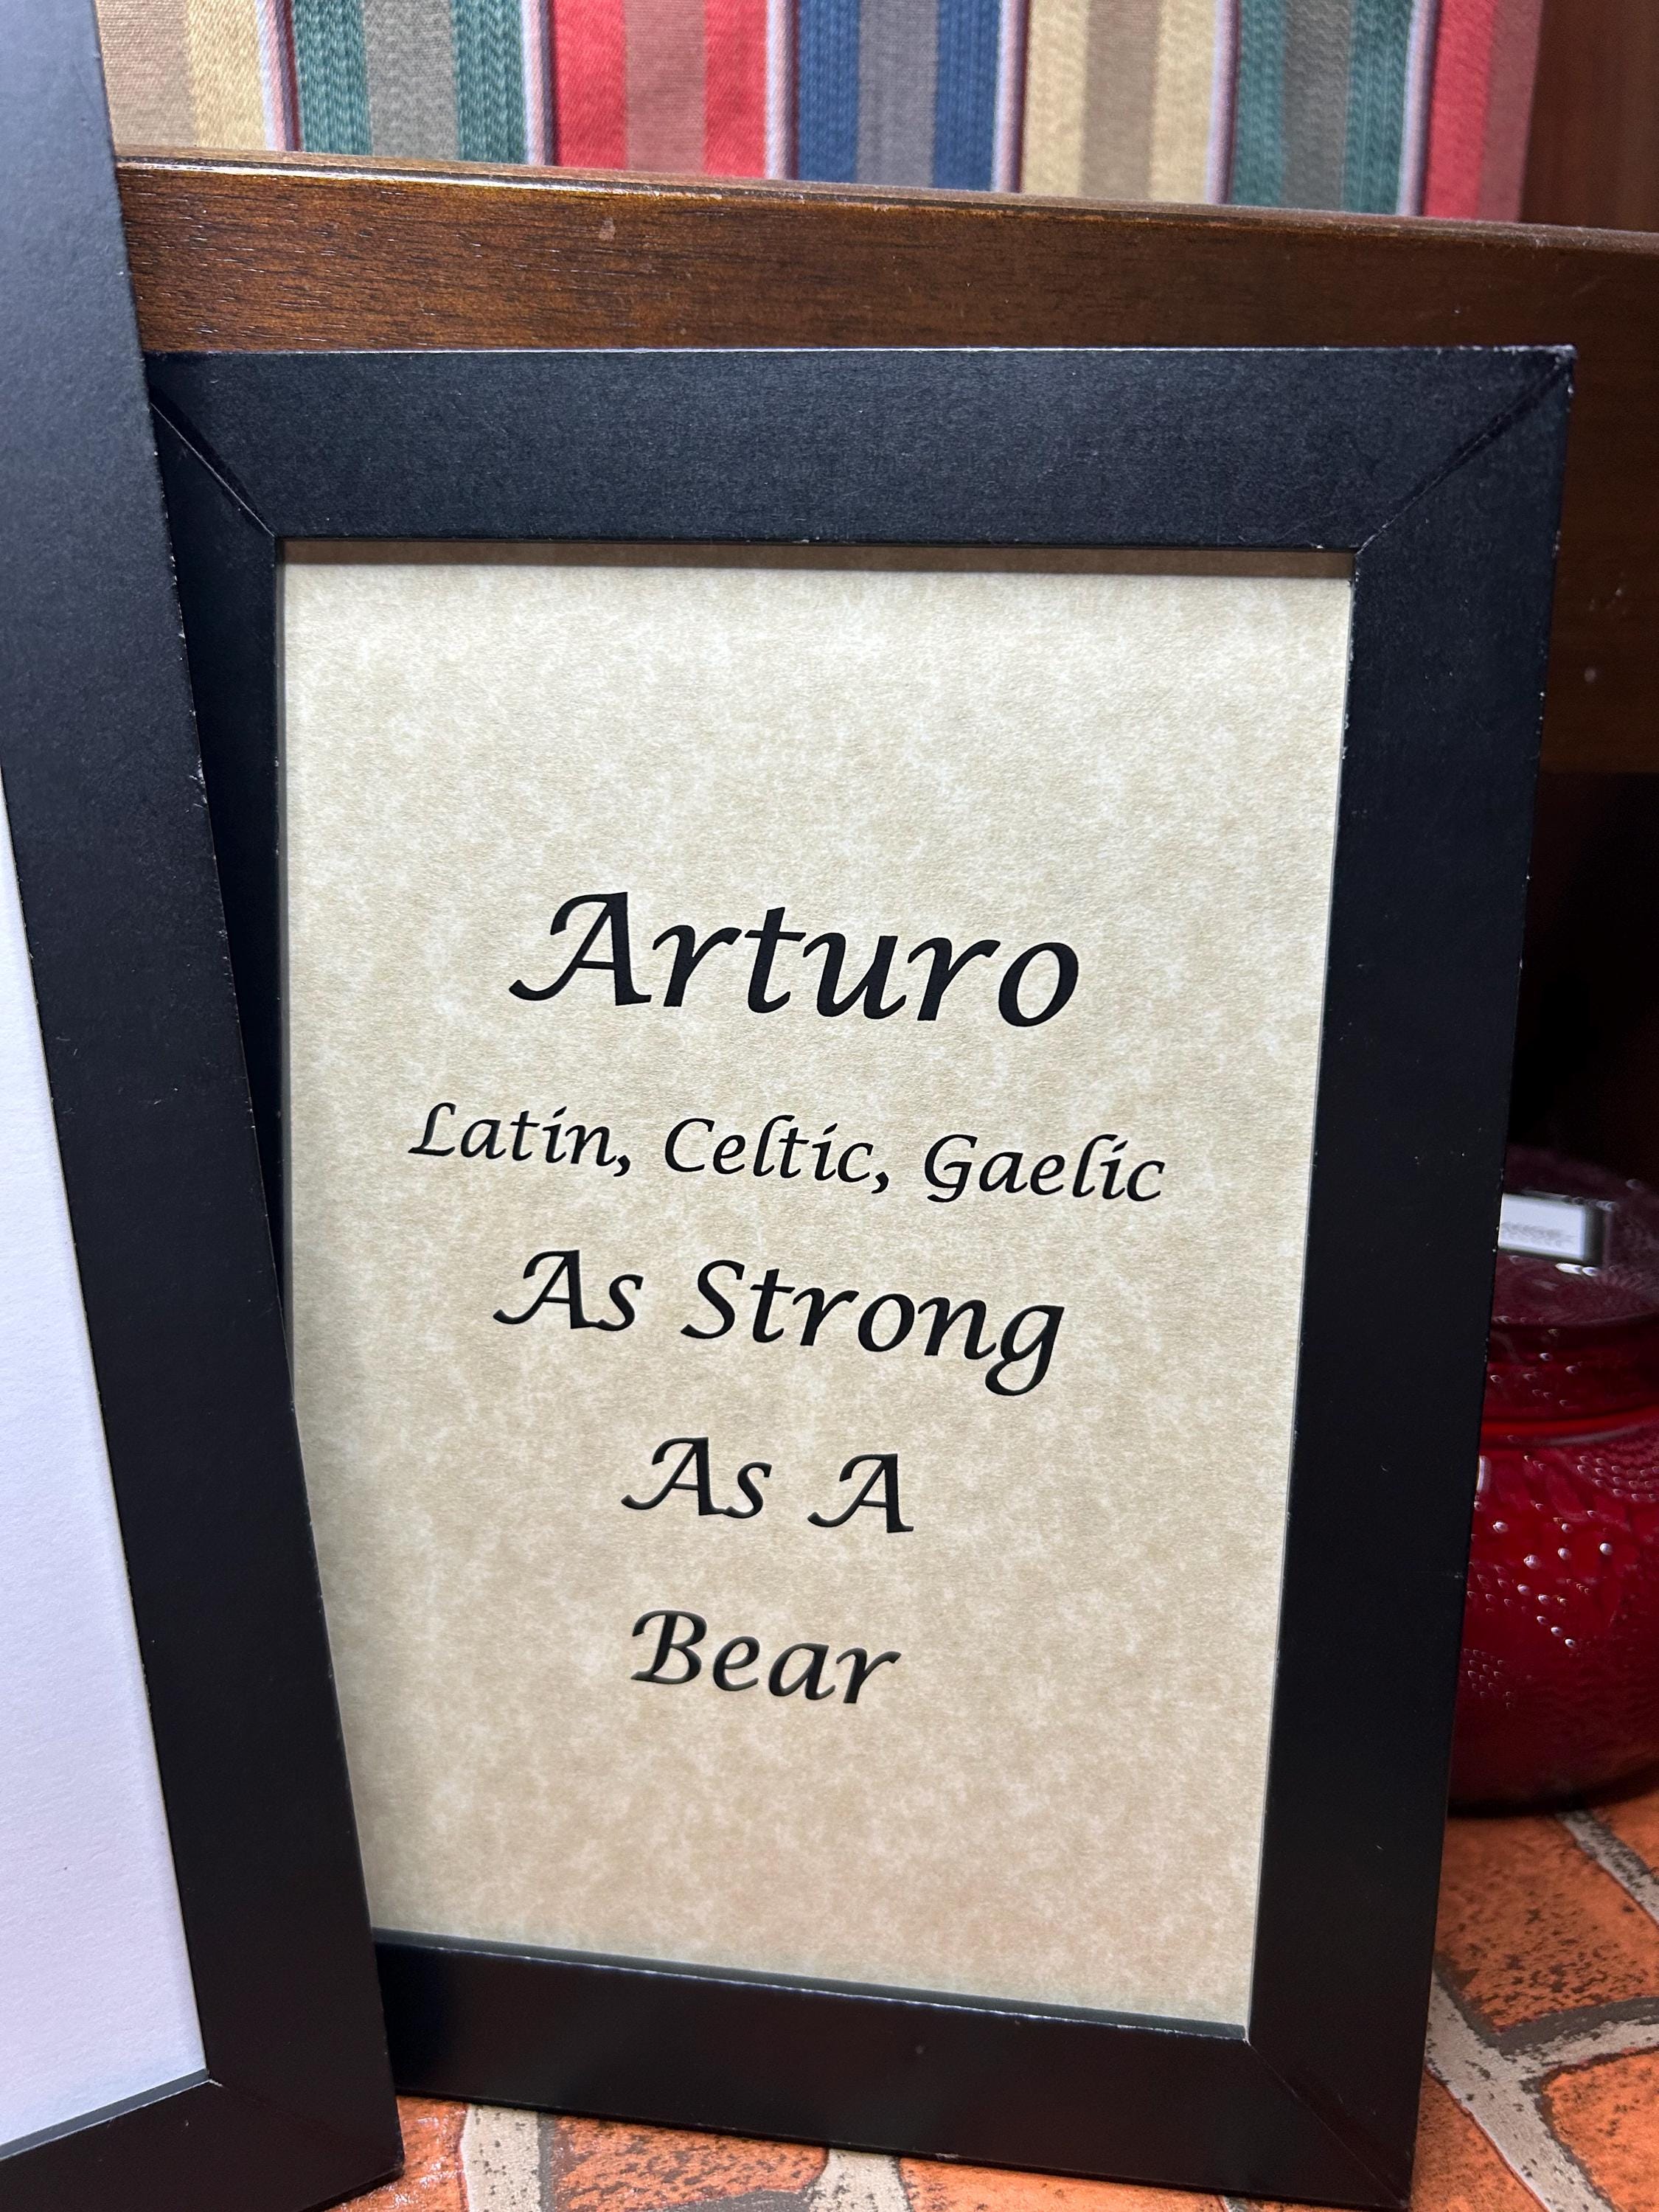 Arturo
Latin, Celtic, Gaelic
As Strong
As A
Bear